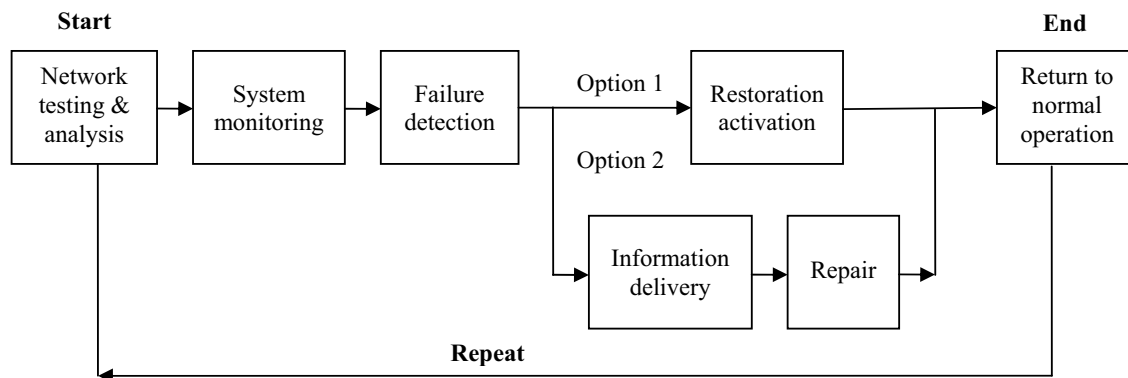 Start
End
Network
testing &
analysis
System
monitoring
Failure
detection
Option 1
Option 2
Restoration
activation
Return to
normal
operation
Information
delivery
Repair
Repeat